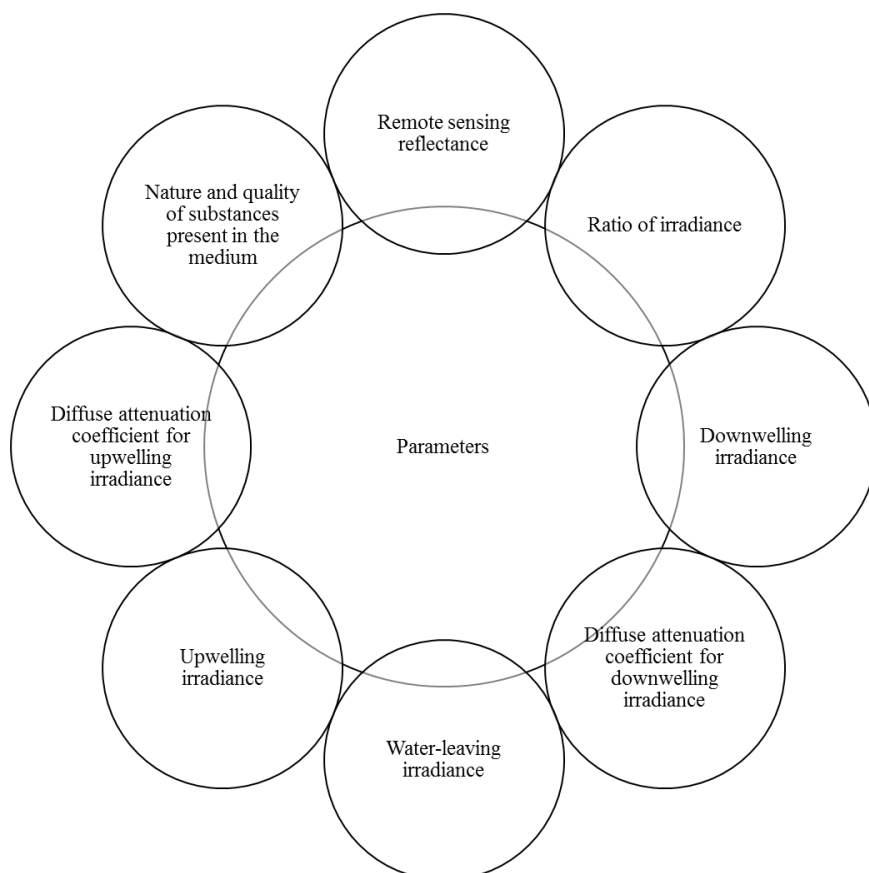 Remote sensing
reflectance
Ratio of irradiance
Downwelling
irradiance
Diffuse attenuation
coefficient for
downwelling
irradiance
Water-leaving
irradiance
Upwelling
irradiance
Diffuse attenuation
coefficient for
upwelling
irradiance
Nature and quality
of substances
present in the
medium
Parameters